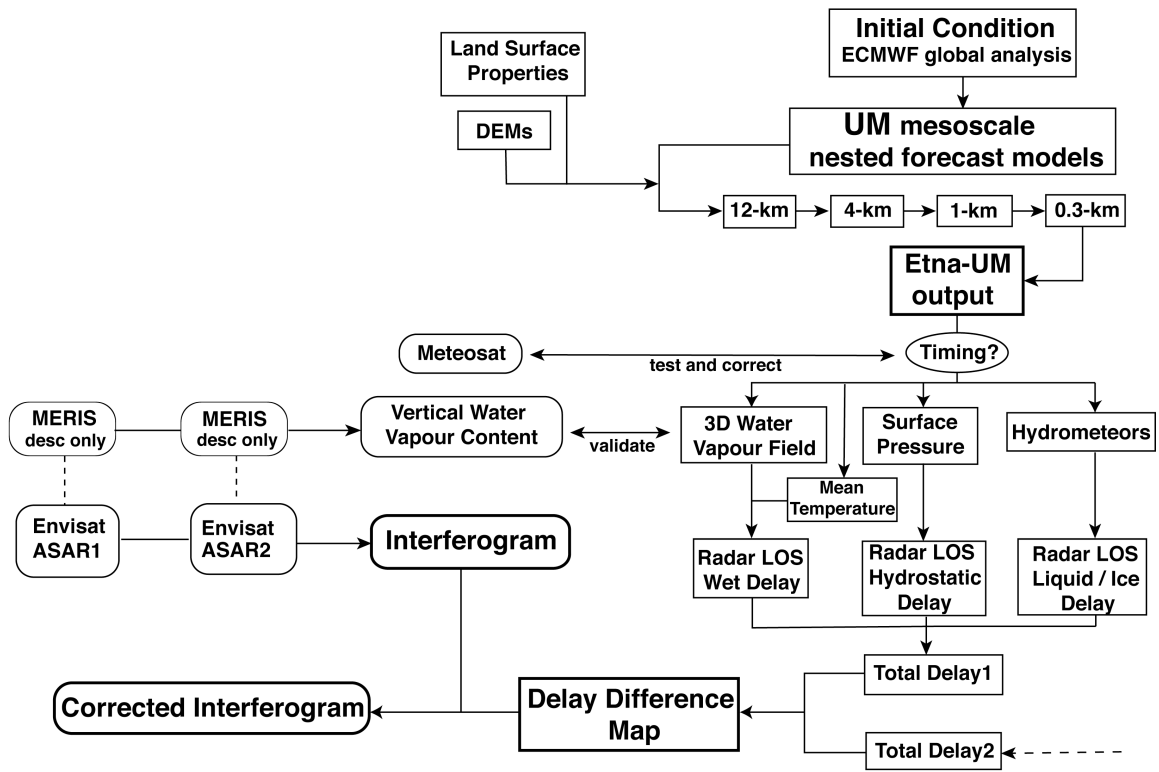 Initial Condition
ECMWF global analysis
Land Surface
Properties
DEMs
UM mesoscale
nested forecast models
12-km
4-km
1-km
0.3-km
Etna-UM
output
Meteosat
test and correct
Timing?
MERIS
desc only
MERIS
desc only
Vertical Water
Vapour Content
validate
3D Water
Vapour Field
Surface
Pressure
Hydrometeors
Mean
Temperature
Envisat
ASAR1
Envisat
ASAR2
Interferogram
Radar LOS
Wet Delay
Radar LOS
Hydrostatic
Delay
Radar LOS
Liquid / Ice
Delay
Total Delay1
Corrected Interferogram
Delay Difference
Map
Total Delay2